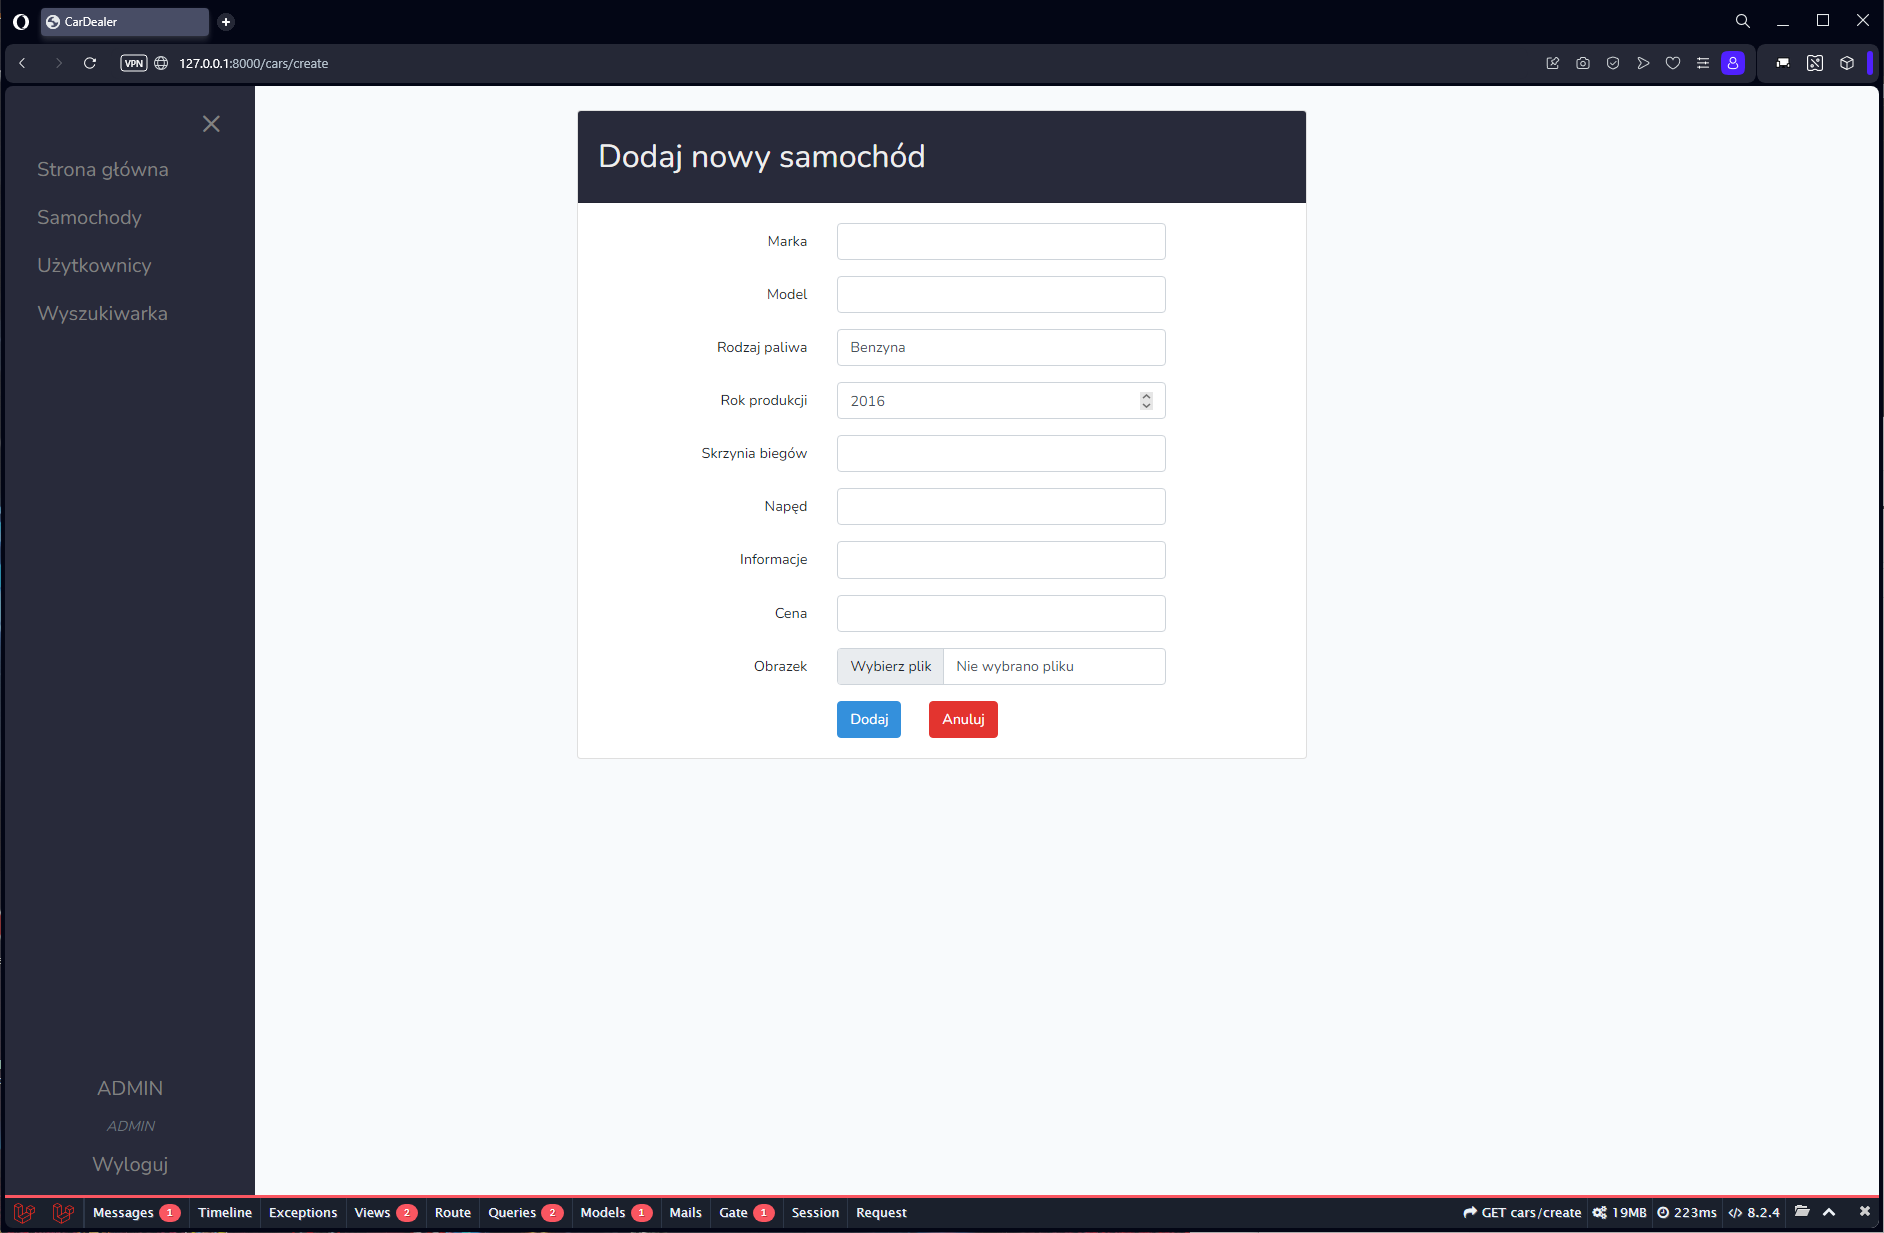 CarDealer
VPN
127.0.0.1:8000/cars/create
Strona główna
Samochody
Użytkownicy
Wyszukiwarka
Dodaj nowy samochód
Marka
Model
Rodzaj paliwa Benzyna
Rok produkcji 2016
Skrzynia biegów
Napęd
Informacje
Cena
Obrazek Wybierz plik Nie wybrano pliku
Dodaj Anuluj
ADMIN
ADMIN
Wyloguj
Messages 1 Timeline Exceptions Views 2 Route Queries 2 Models 1 Mails Gate 1 Session Request GET cars/create 19MB 223ms 8.2.4